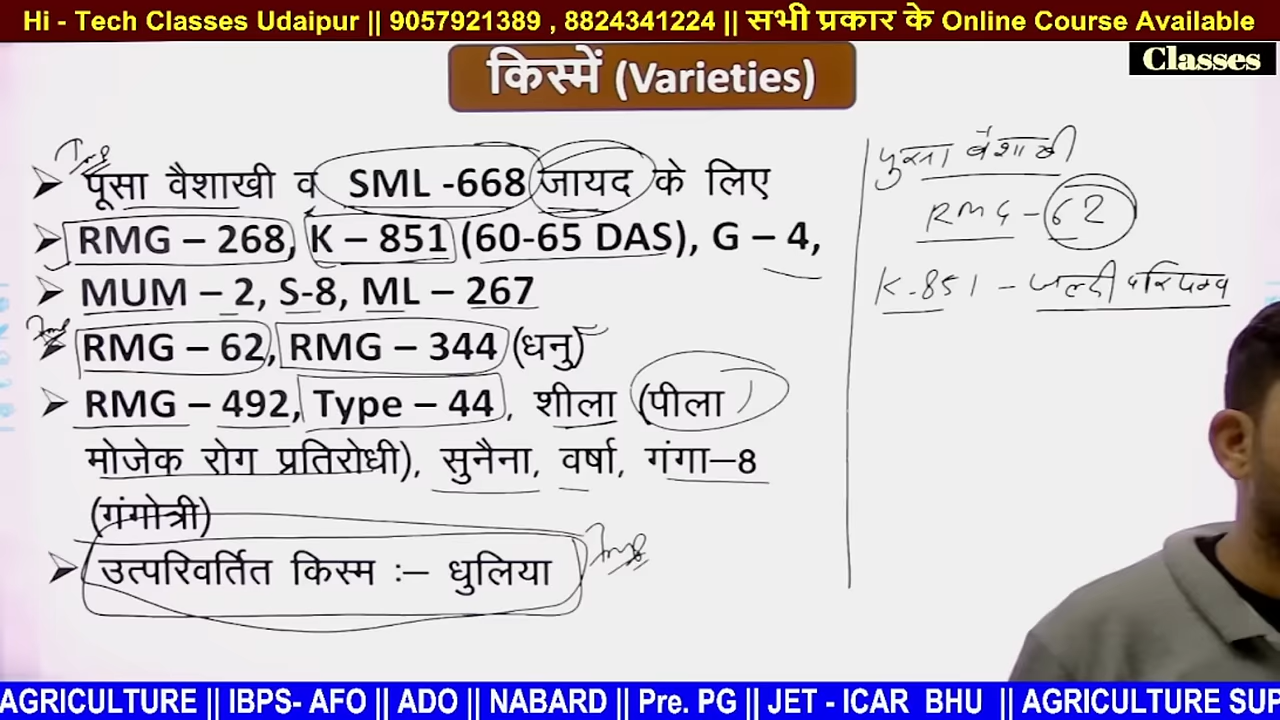 Hi - Tech Classes Udaipur || 9057921389 , 8824341224 || सभी प्रकार के Online Course Available
Classes
किस्में (Varieties)
Imp
➢ पूसा वैशाखी व SML -668 जायद के लिए
➢ RMG – 268, K – 851 (60-65 DAS), G – 4,
➢ MUM – 2, S-8, ML – 267
Imp
➢ RMG – 62, RMG – 344 (धनु)
➢ RMG – 492, Type – 44 , शीला (पीला
मोजेक रोग प्रतिरोधी), सुनैना, वर्षा, गंगा–8
(गंगोत्री)
➢ उत्परिवर्तित किस्म :– धुलिया
Imp
पुसा वैशाखी
RMG - 62
K-851 - जल्दी परिपक्व
AGRICULTURE || IBPS- AFO || ADO || NABARD || Pre. PG || JET - ICAR BHU || AGRICULTURE SUP